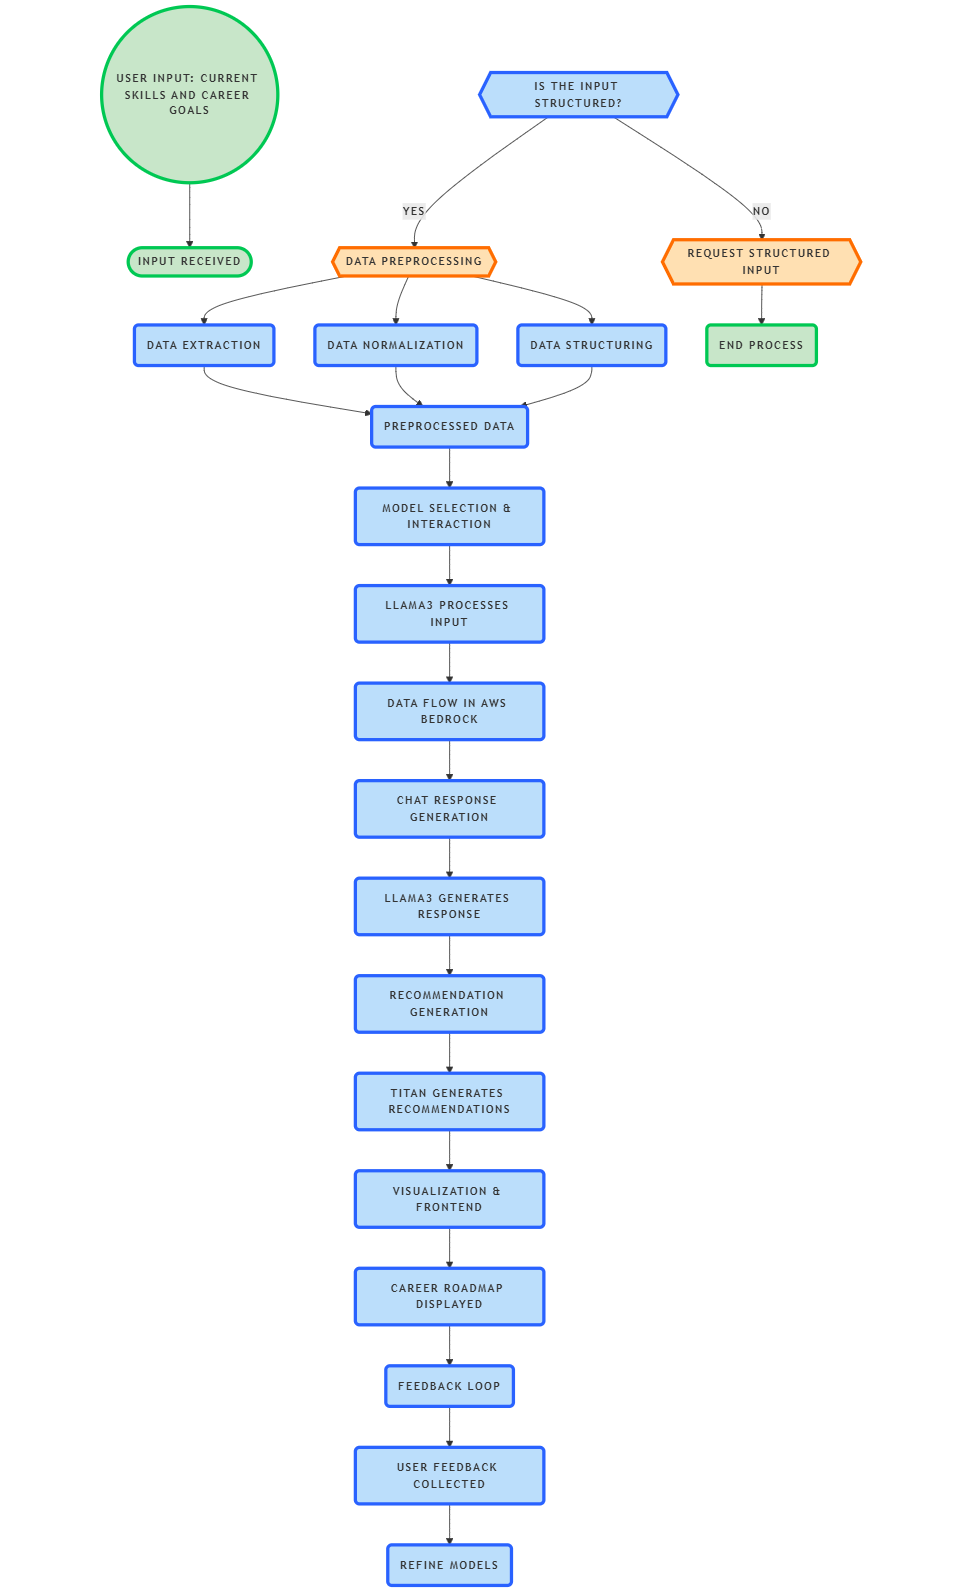 USER INPUT: CURRENT
SKILLS AND CAREER
GOALS
IS THE INPUT
STRUCTURED?
YES
NO
INPUT RECEIVED
DATA PREPROCESSING
REQUEST STRUCTURED
INPUT
DATA EXTRACTION
DATA NORMALIZATION
DATA STRUCTURING
END PROCESS
PREPROCESSED DATA
MODEL SELECTION &
INTERACTION
LLAMA3 PROCESSES
INPUT
DATA FLOW IN AWS
BEDROCK
CHAT RESPONSE
GENERATION
LLAMA3 GENERATES
RESPONSE
RECOMMENDATION
GENERATION
TITAN GENERATES
RECOMMENDATIONS
VISUALIZATION &
FRONTEND
CAREER ROADMAP
DISPLAYED
FEEDBACK LOOP
USER FEEDBACK
COLLECTED
REFINE MODELS